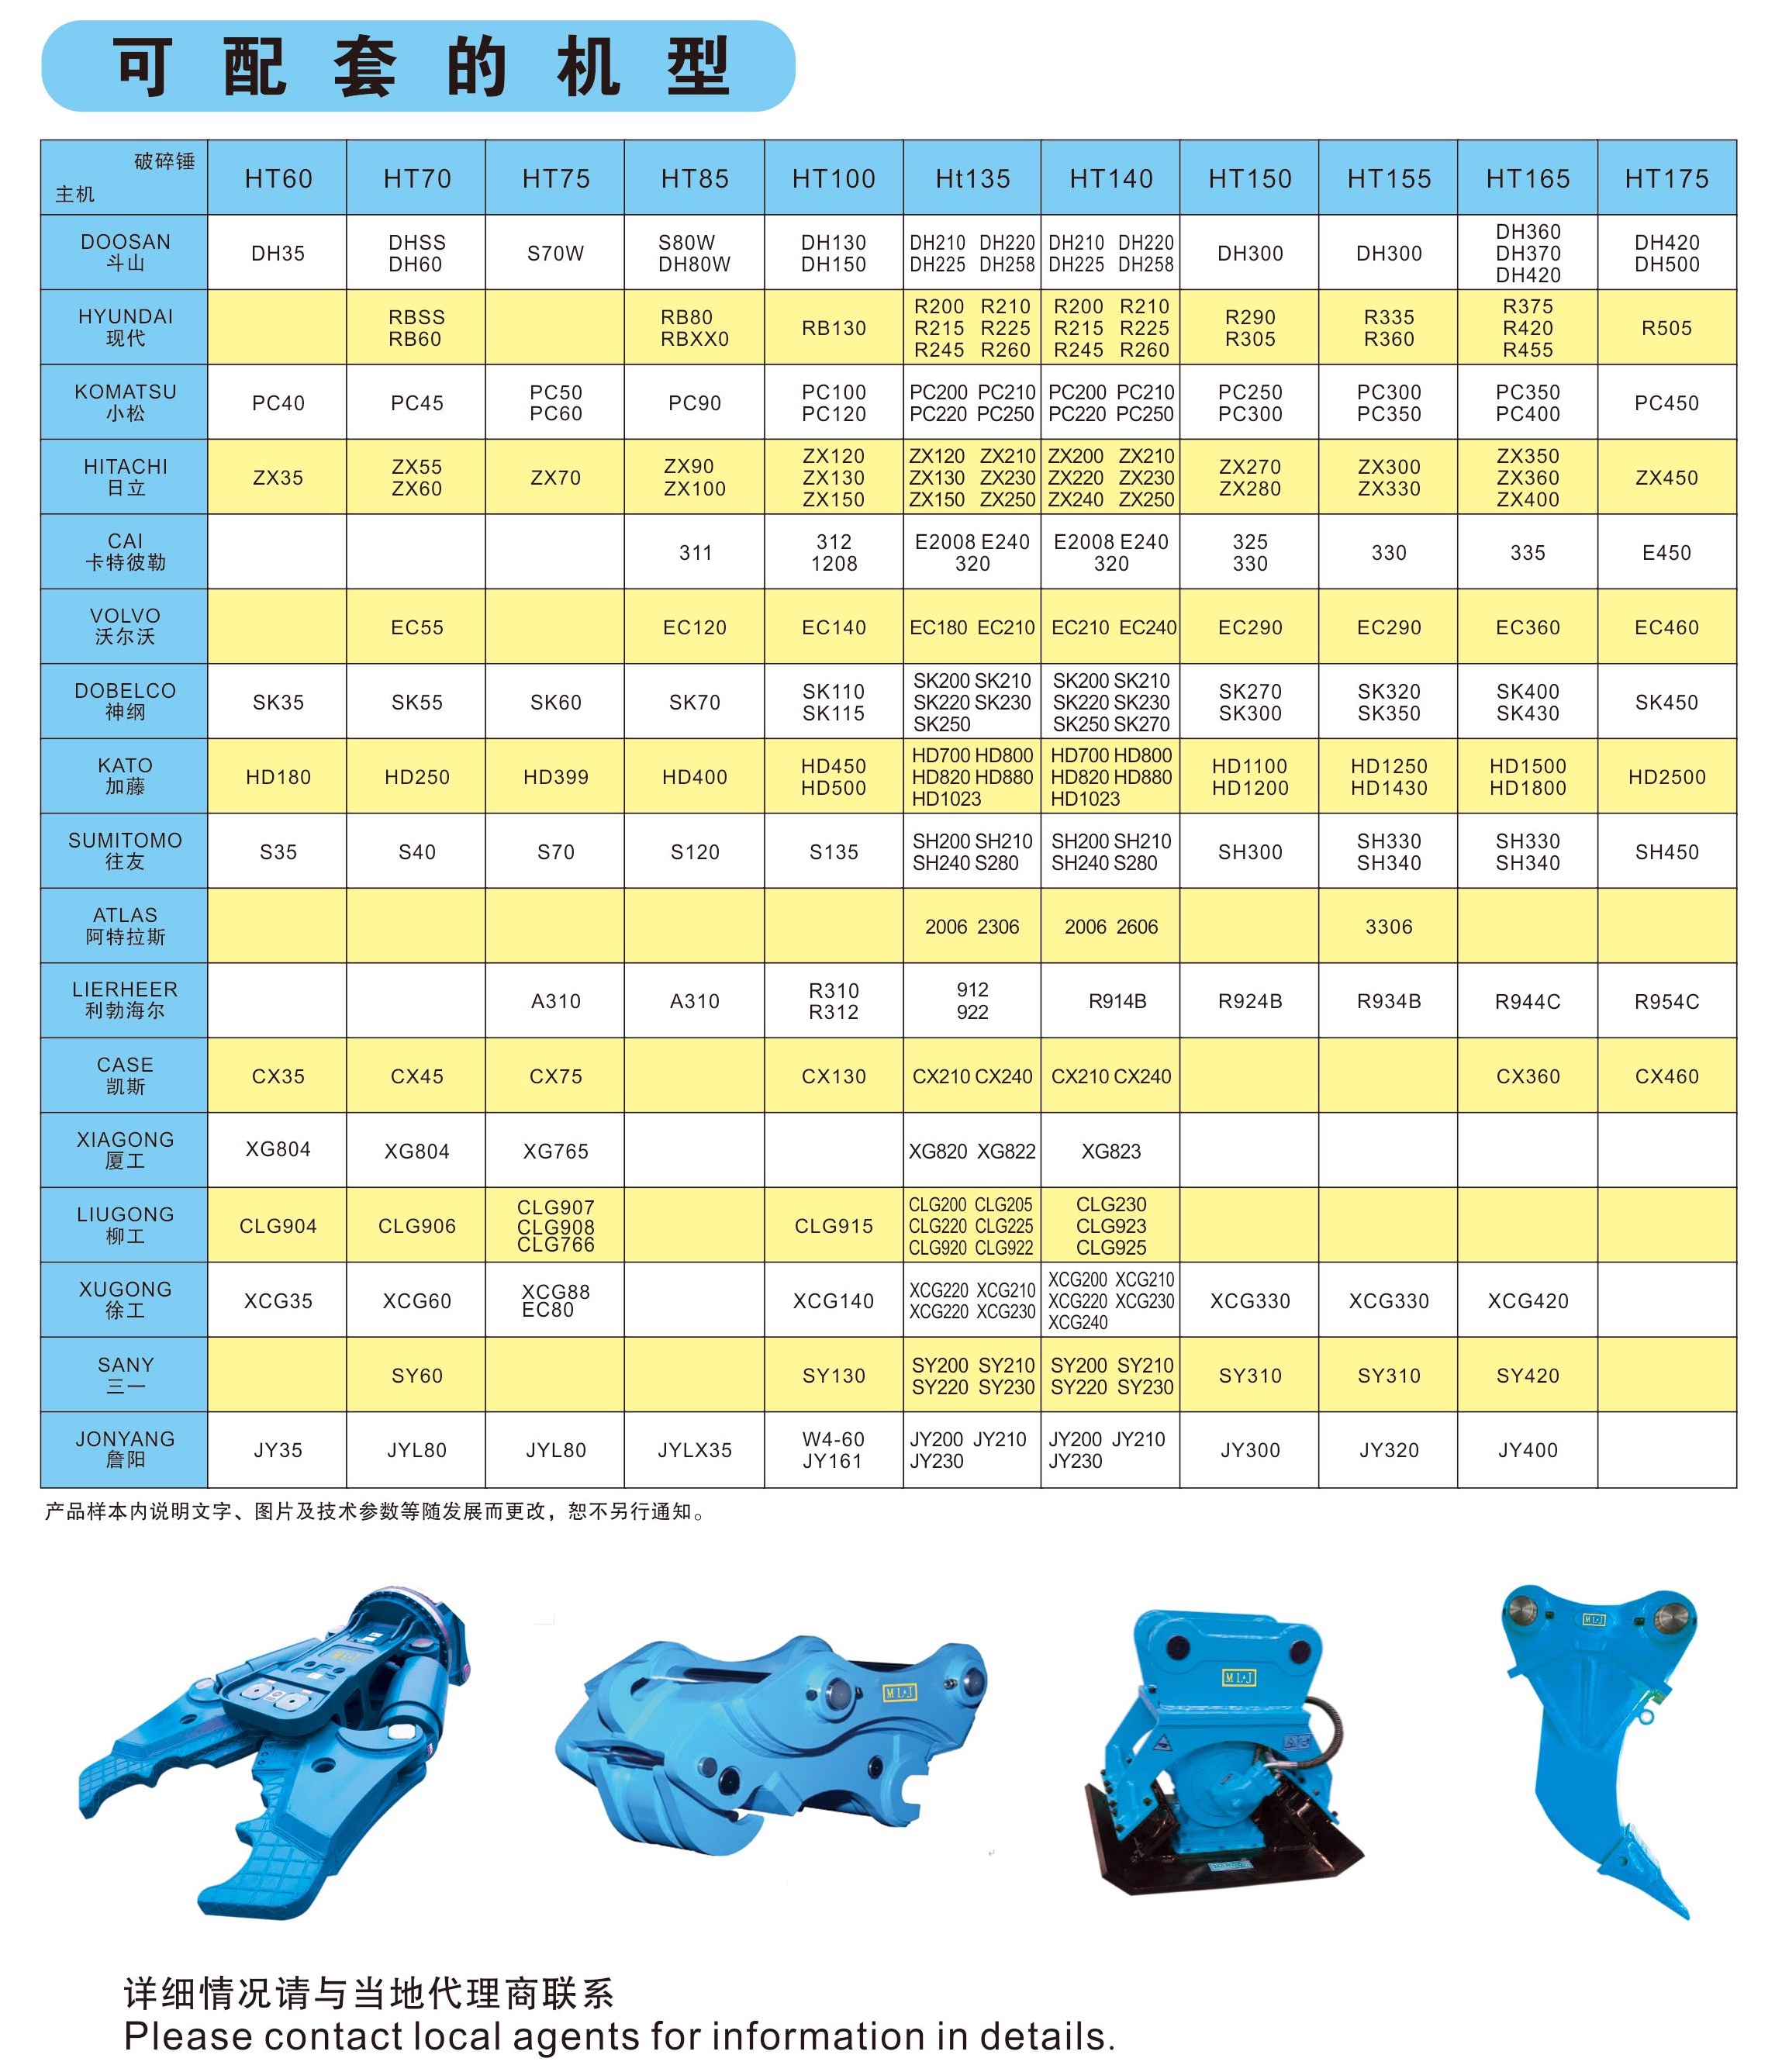 可配套的机型
破碎锤
主机
HT60 HT70 HT75 HT85 HT100 Ht135 HT140 HT150 HT155 HT165 HT175
DOOSAN
斗山
DH35
DHSS
DH60
S70W
S80W
DH80W
DH130
DH150
DH210 DH220
DH225 DH258
DH210 DH220
DH225 DH258
DH300
DH300
DH360
DH370
DH420
DH420
DH500
HYUNDAI
现代
RBSS
RB60
RB80
RBXX0
RB130
R200 R210
R215 R225
R245 R260
R200 R210
R215 R225
R245 R260
R290
R305
R335
R360
R375
R420
R455
R505
KOMATSU
小松
PC40
PC45
PC50
PC60
PC90
PC100
PC120
PC200 PC210
PC220 PC250
PC200 PC210
PC220 PC250
PC250
PC300
PC300
PC350
PC350
PC400
PC450
HITACHI
日立
ZX35
ZX55
ZX60
ZX70
ZX90
ZX100
ZX120
ZX130
ZX150
ZX120 ZX210
ZX130 ZX230
ZX150 ZX250
ZX200 ZX210
ZX220 ZX230
ZX240 ZX250
ZX270
ZX280
ZX300
ZX330
ZX350
ZX360
ZX400
ZX450
CAI
卡特彼勒
311
312
1208
E2008 E240
320
E2008 E240
320
325
330
330
335
E450
VOLVO
沃尔沃
EC55
EC120
EC140
EC180 EC210
EC210 EC240
EC290
EC290
EC360
EC460
DOBELCO
神纲
SK35
SK55
SK60
SK70
SK110
SK115
SK200 SK210
SK220 SK230
SK250
SK200 SK210
SK220 SK230
SK250 SK270
SK270
SK300
SK320
SK350
SK400
SK430
SK450
KATO
加藤
HD180
HD250
HD399
HD400
HD450
HD500
HD700 HD800
HD820 HD880
HD1023
HD700 HD800
HD820 HD880
HD1023
HD1100
HD1200
HD1250
HD1430
HD1500
HD1800
HD2500
SUMITOMO
往友
S35
S40
S70
S120
S135
SH200 SH210
SH240 S280
SH200 SH210
SH240 S280
SH300
SH330
SH340
SH330
SH340
SH450
ATLAS
阿特拉斯
2006 2306
2006 2606
3306
LIERHEER
利勃海尔
A310
A310
R310
R312
912
922
R914B
R924B
R934B
R944C
R954C
CASE
凯斯
CX35
CX45
CX75
CX130
CX210 CX240
CX210 CX240
CX360
CX460
XIAGONG
厦工
XG804
XG804
XG765
XG820 XG822
XG823
LIUGONG
柳工
CLG904
CLG906
CLG907
CLG908
CLG766
CLG915
CLG200 CLG205
CLG220 CLG225
CLG920 CLG922
CLG230
CLG923
CLG925
XUGONG
徐工
XCG35
XCG60
XCG88
EC80
XCG140
XCG220 XCG210
XCG220 XCG230
XCG200 XCG210
XCG220 XCG230
XCG240
XCG330
XCG330
XCG420
SANY
三一
SY60
SY130
SY200 SY210
SY220 SY230
SY200 SY210
SY220 SY230
SY310
SY310
SY420
JONYANG
詹阳
JY35
JYL80
JYL80
JYLX35
W4-60
JY161
JY200 JY210
JY230
JY200 JY210
JY230
JY300
JY320
JY400
产品样本内说明文字、图片及技术参数等随发展而更改，恕不另行通知。
详细情况请与当地代理商联系
Please contact local agents for information in details.